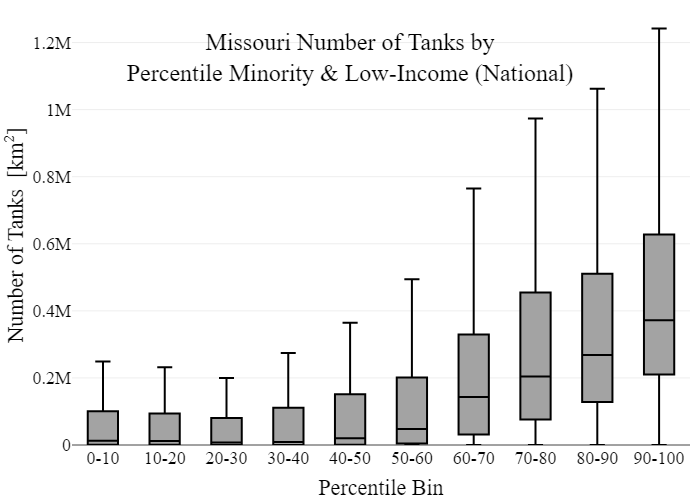 Missouri Number of Tanks by
Percentile Minority & Low-Income (National)
Number of Tanks [km²]
1.2M
1M
0.8M
0.6M
0.4M
0.2M
0
0-10 10-20 20-30 30-40 40-50 50-60 60-70 70-80 80-90 90-100
Percentile Bin